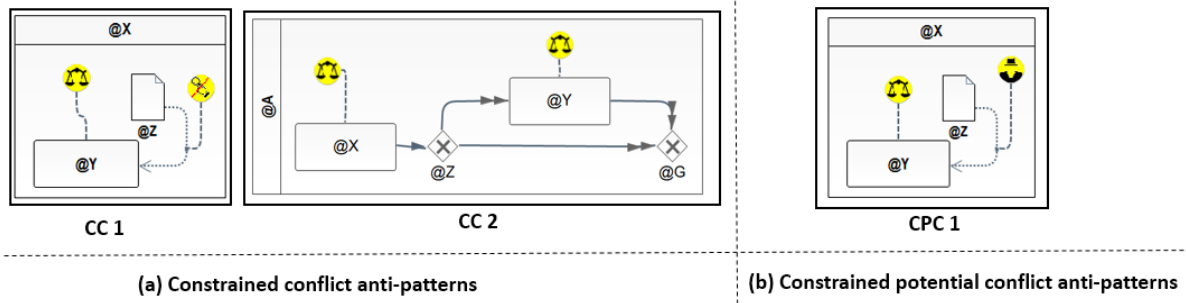 @X
@Z
@Y
CC 1
@A
@X
@Z
@Y
@G
CC 2
@X
@Z
@Y
CPC 1
(a) Constrained conflict anti-patterns
(b) Constrained potential conflict anti-patterns